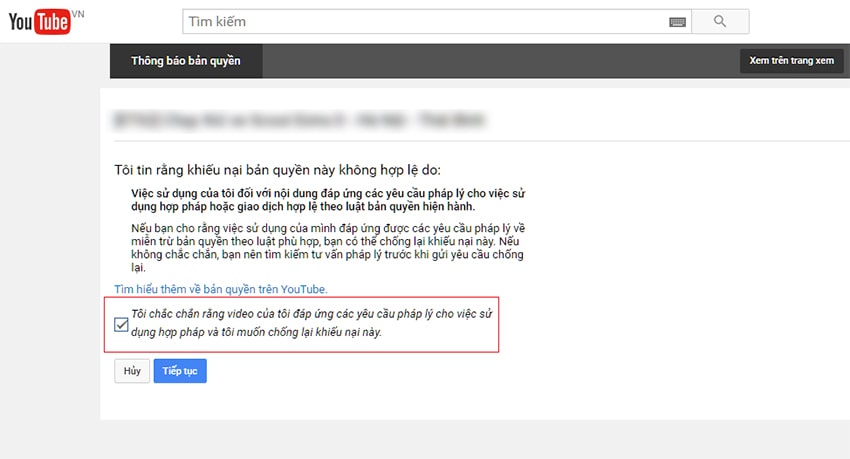 YouTube VN
Tìm kiếm
Thông báo bản quyền
Xem trên trang xem
Tôi tin rằng khiếu nại bản quyền này không hợp lệ do:
Việc sử dụng của tôi đối với nội dung đáp ứng các yêu cầu pháp lý cho việc sử
dụng hợp pháp hoặc giao dịch hợp lệ theo luật bản quyền hiện hành.
Nếu bạn cho rằng việc sử dụng của mình đáp ứng được các yêu cầu pháp lý về
miễn trừ bản quyền theo luật phù hợp, bạn có thể chống lại khiếu nại này. Nếu
không chắc chắn, bạn nên tìm kiếm tư vấn pháp lý trước khi gửi yêu cầu chống
lại.
Tìm hiểu thêm về bản quyền trên YouTube.
Tôi chắc chắn rằng video của tôi đáp ứng các yêu cầu pháp lý cho việc sử
dụng hợp pháp và tôi muốn chống lại khiếu nại này.
Hủy
Tiếp tục